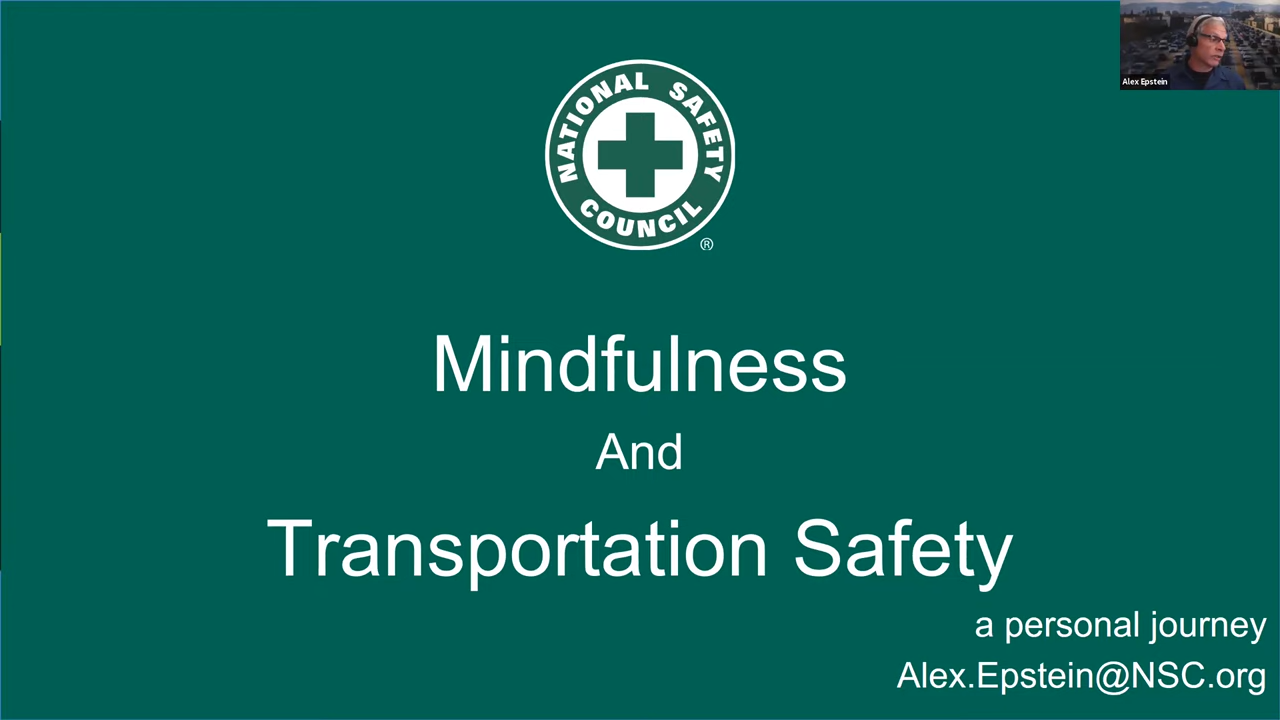 Alex Epstein
NATIONAL SAFETY
COUNCIL
®
Mindfulness
And
Transportation Safety
a personal journey
Alex.Epstein@NSC.org